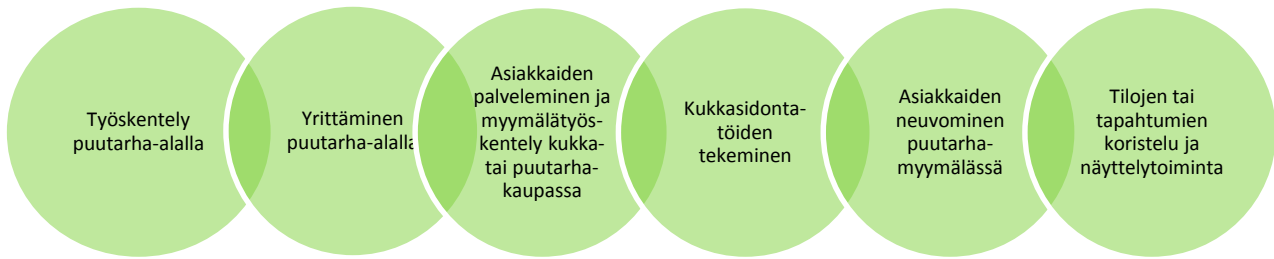 Työskentely
puutarha-alalla
Yrittäminen
puutarha-alalla
Asiakkaiden
palveleminen ja
myymälätyös-
kentely kukka-
tai puutarha-
kaupassa
Kukkasidonta-
töiden
tekeminen
Asiakkaiden
neuvominen
puutarha-
myymälässä
Tilojen tai
tapahtumien
koristelu ja
näyttelytoiminta